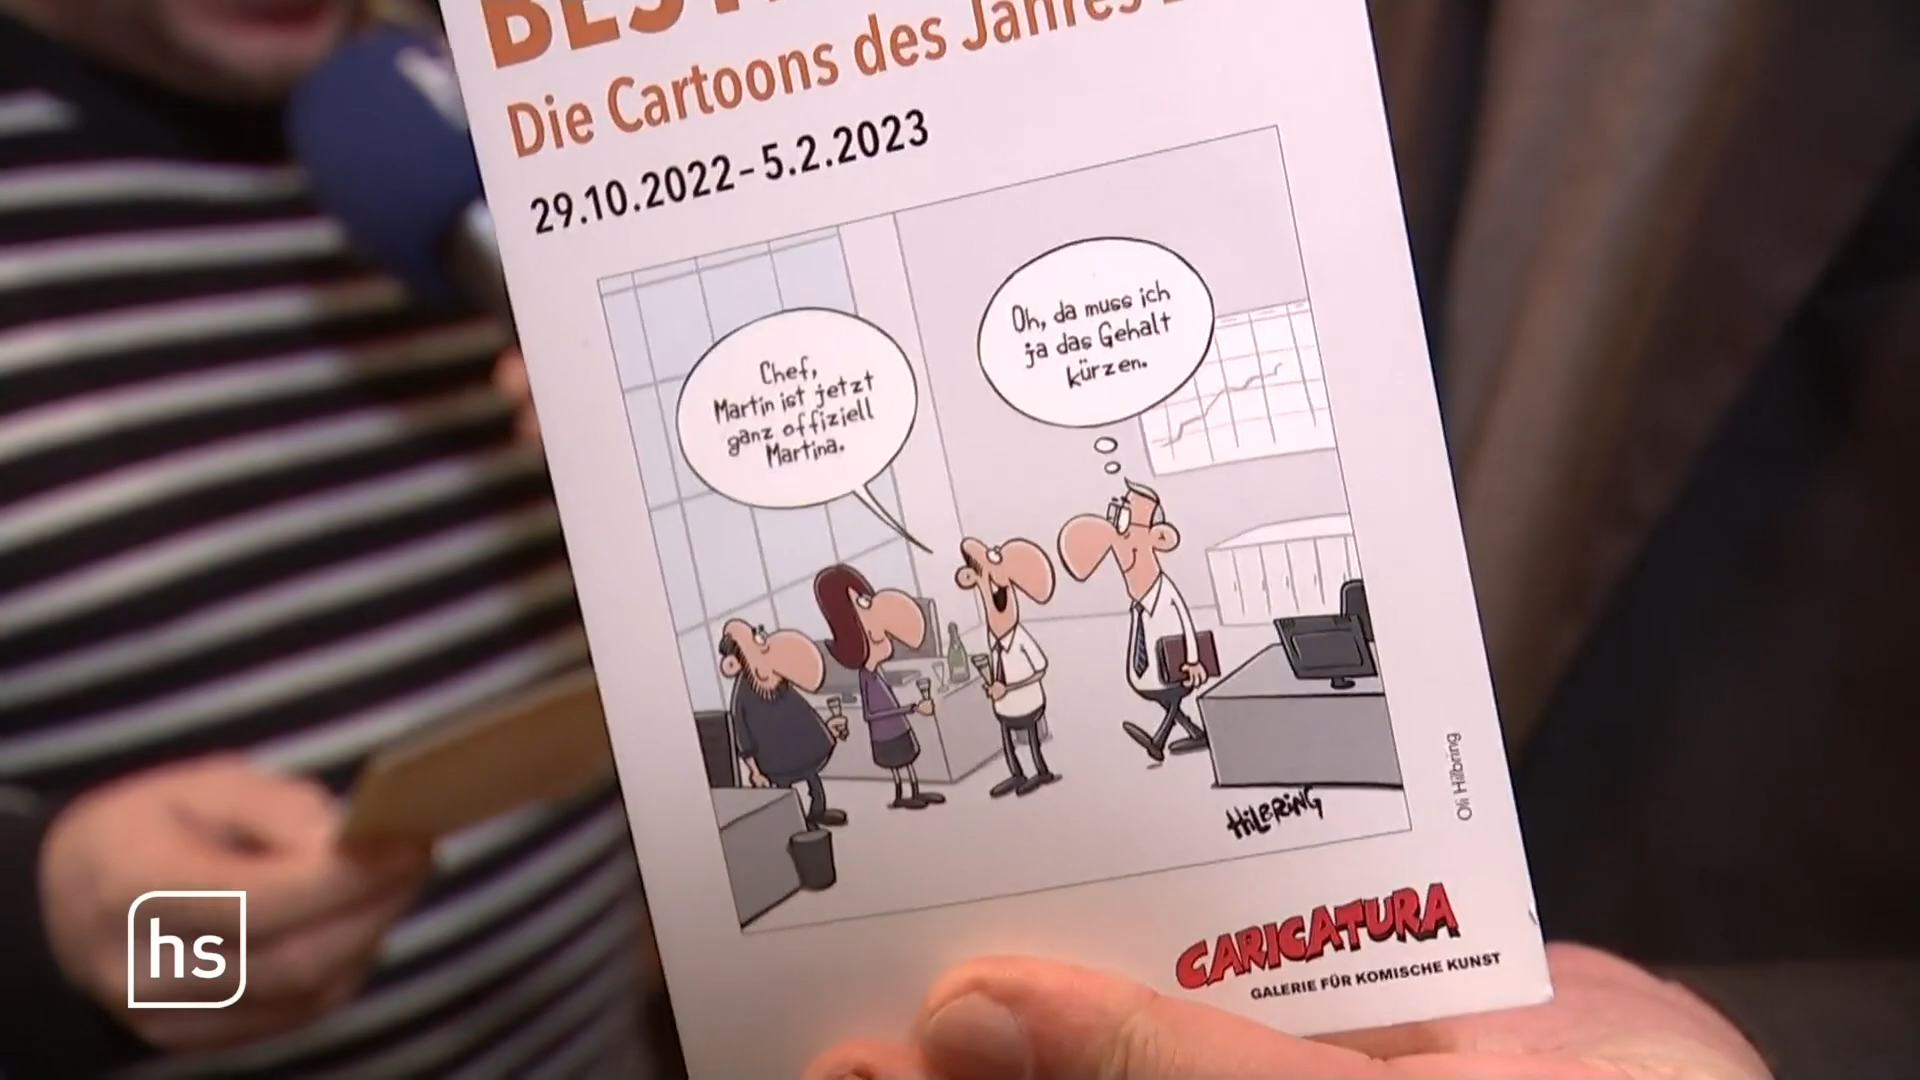 Die Cartoons des Jahres
29.10.2022 – 5.2.2023
Chef,
Martin ist jetzt
ganz offiziell
Martina.
Oh, da muss ich
ja das Gehalt
kürzen.
HiLBRiNG
Oli Hilbring
CARICATURA
GALERIE FÜR KOMISCHE KUNST
hs